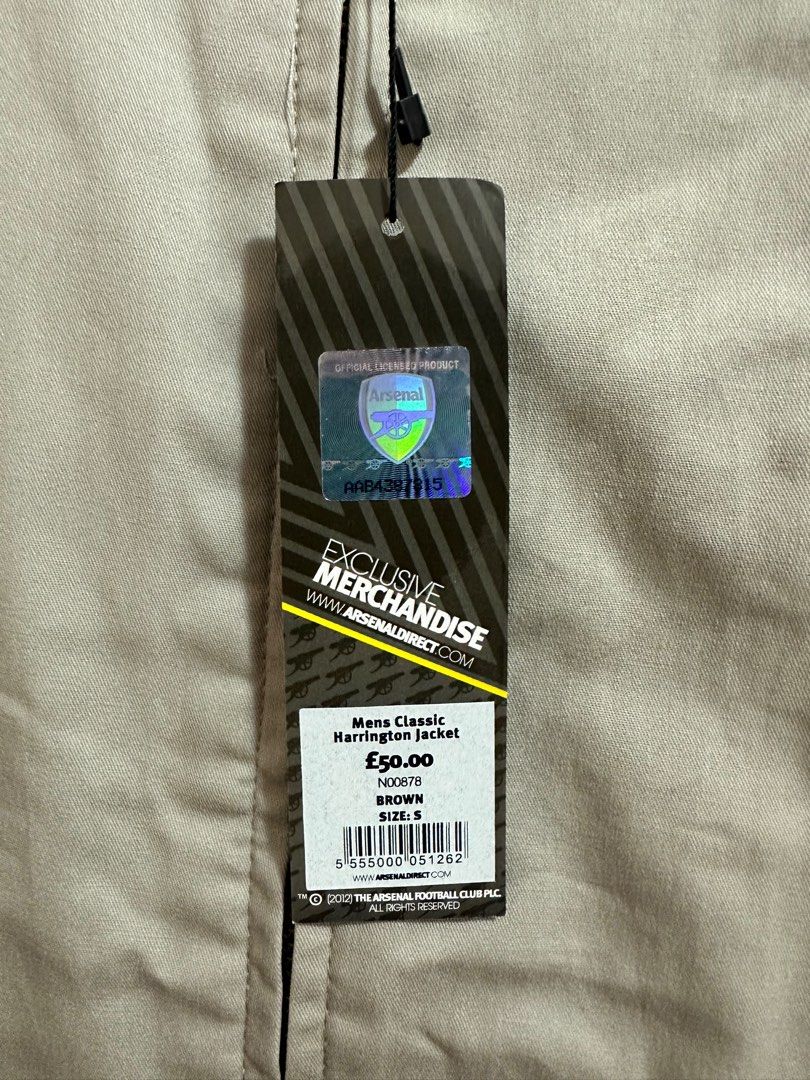 OFFICIAL LICENSED PRODUCT
Arsenal
AAB4387815
EXCLUSIVE
MERCHANDISE
WWW.ARSENALDIRECT.COM
Mens Classic
Harrington Jacket
£50.00
N00878
BROWN
SIZE: S
5 555000 051262
WWW.ARSENALDIRECT.COM
™ © (2012) THE ARSENAL FOOTBALL CLUB PLC.
ALL RIGHTS RESERVED